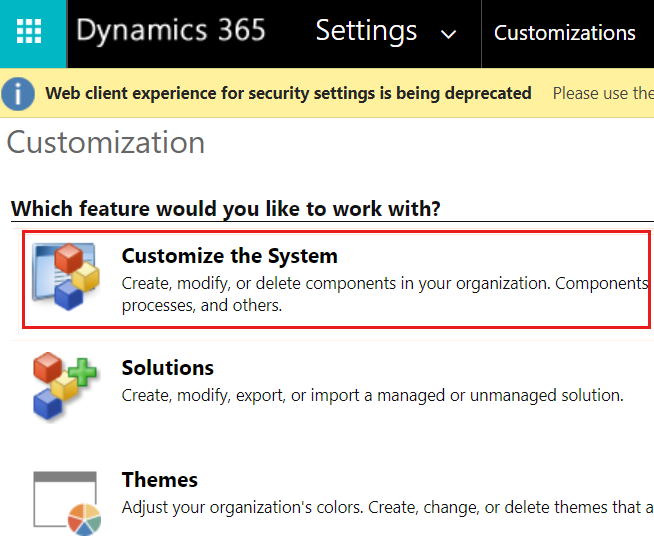 Dynamics 365 Settings Customizations
Web client experience for security settings is being deprecated Please use the
Customization
Which feature would you like to work with?
Customize the System
Create, modify, or delete components in your organization. Components
processes, and others.
Solutions
Create, modify, export, or import a managed or unmanaged solution.
Themes
Adjust your organization's colors. Create, change, or delete themes that a